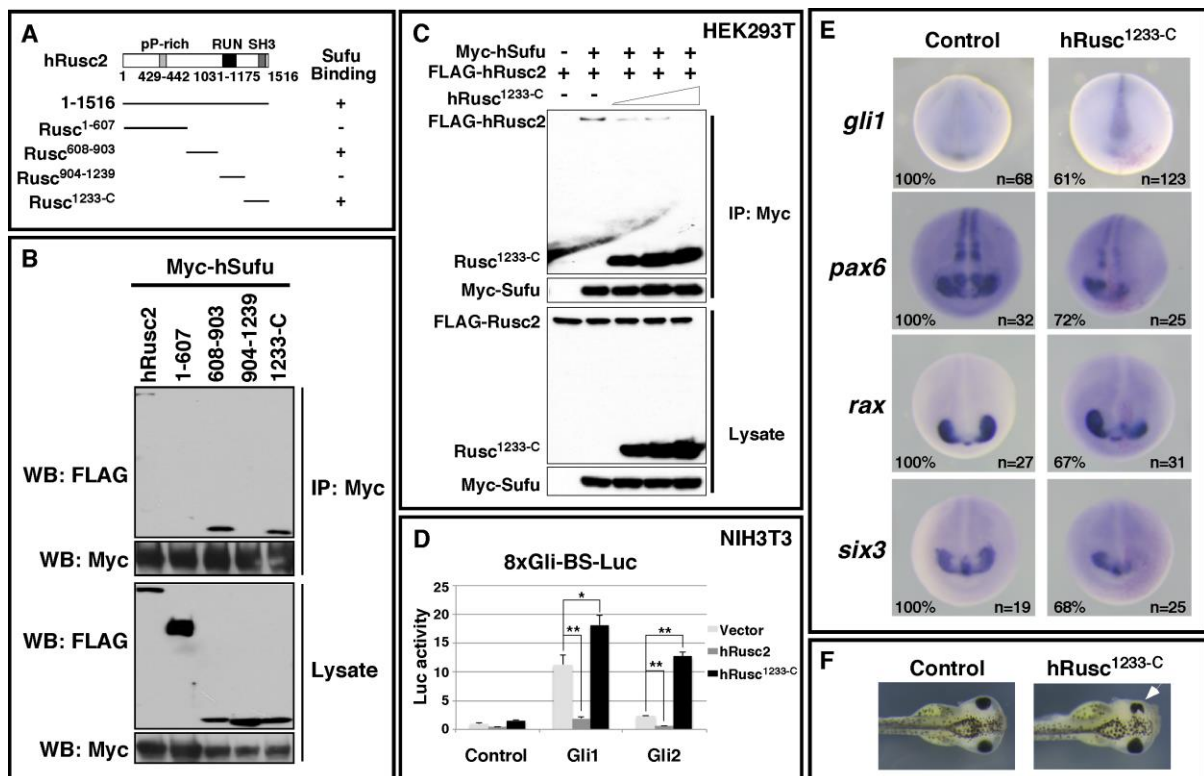 A
pP-rich RUN SH3
hRusc2
Sufu
Binding
1 429-442 1031-1175 1516
1-1516 +
Rusc1-607 -
Rusc608-903 +
Rusc904-1239 -
Rusc1233-C +
B
Myc-hSufu
hRusc2
1-607
608-903
904-1239
1233-C
WB: FLAG
IP: Myc
WB: Myc
WB: FLAG
Lysate
WB: Myc
C
HEK293T
Myc-hSufu - + + + +
FLAG-hRusc2 + + + + +
hRusc1233-C - -
FLAG-hRusc2
IP: Myc
Rusc1233-C
Myc-Sufu
FLAG-Rusc2
Lysate
Rusc1233-C
Myc-Sufu
D
NIH3T3
8xGli-BS-Luc
Luc activity
25
20
15
10
5
0
*
**
**
**
Vector
hRusc2
hRusc1233-C
Control Gli1 Gli2
E
Control hRusc1233-C
gli1
100% n=68 61% n=123
pax6
100% n=32 72% n=25
rax
100% n=27 67% n=31
six3
100% n=19 68% n=25
F
Control hRusc1233-C